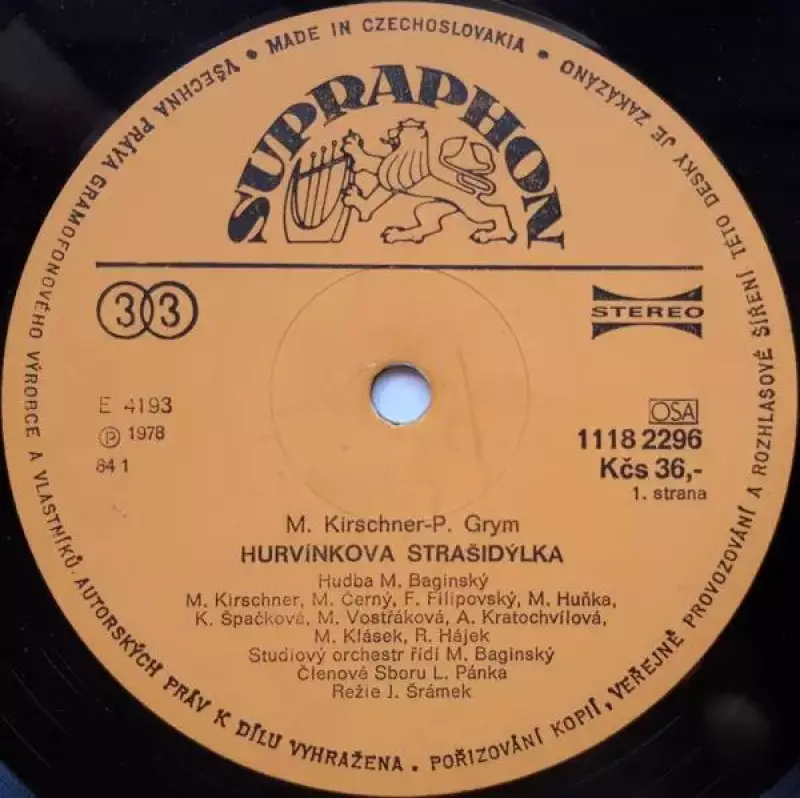 VŠECHNA PRÁVA GRAMOFONOVÉHO VÝROBCE A VLASTNÍKŮ AUTORSKÝCH PRÁV K DÍLU VYHRAŽENA. POŘIZOVÁNÍ KOPIÍ, VEŘEJNÉ PROVOZOVÁNÍ A ROZHLASOVÉ ŠÍŘENÍ TÉTO DESKY JE ZAKÁZÁNO • MADE IN CZECHOSLOVAKIA •
SUPRAPHON
33
STEREO
E 4193
Ⓟ 1978
84 1
OSA
1118 2296
Kčs 36,-
1. strana
M. Kirschner-P. Grym
HURVÍNKOVA STRAŠIDÝLKA
Hudba M. Baginský
M. Kirschner, M. Černý, F. Filipovský, M. Huňka,
K. Špačková, M. Vostřáková, A. Kratochvílová,
M. Klásek, R. Hájek
Studiový orchestr řídí M. Baginský
Členové Sboru L. Pánka
Režie J. Šrámek